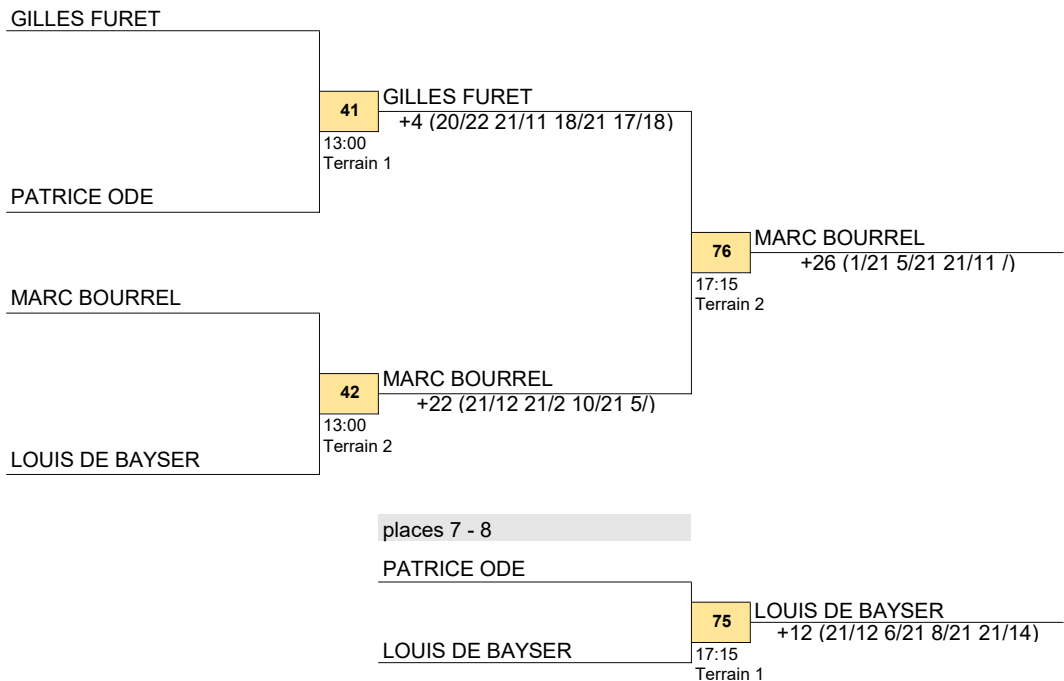 GILLES FURET
41
GILLES FURET
+4 (20/22 21/11 18/21 17/18)
13:00
Terrain 1
PATRICE ODE
76
MARC BOURREL
+26 (1/21 5/21 21/11 /)
17:15
Terrain 2
MARC BOURREL
42
MARC BOURREL
+22 (21/12 21/2 10/21 5/)
13:00
Terrain 2
LOUIS DE BAYSER
places 7 - 8
PATRICE ODE
75
LOUIS DE BAYSER
+12 (21/12 6/21 8/21 21/14)
LOUIS DE BAYSER
17:15
Terrain 1